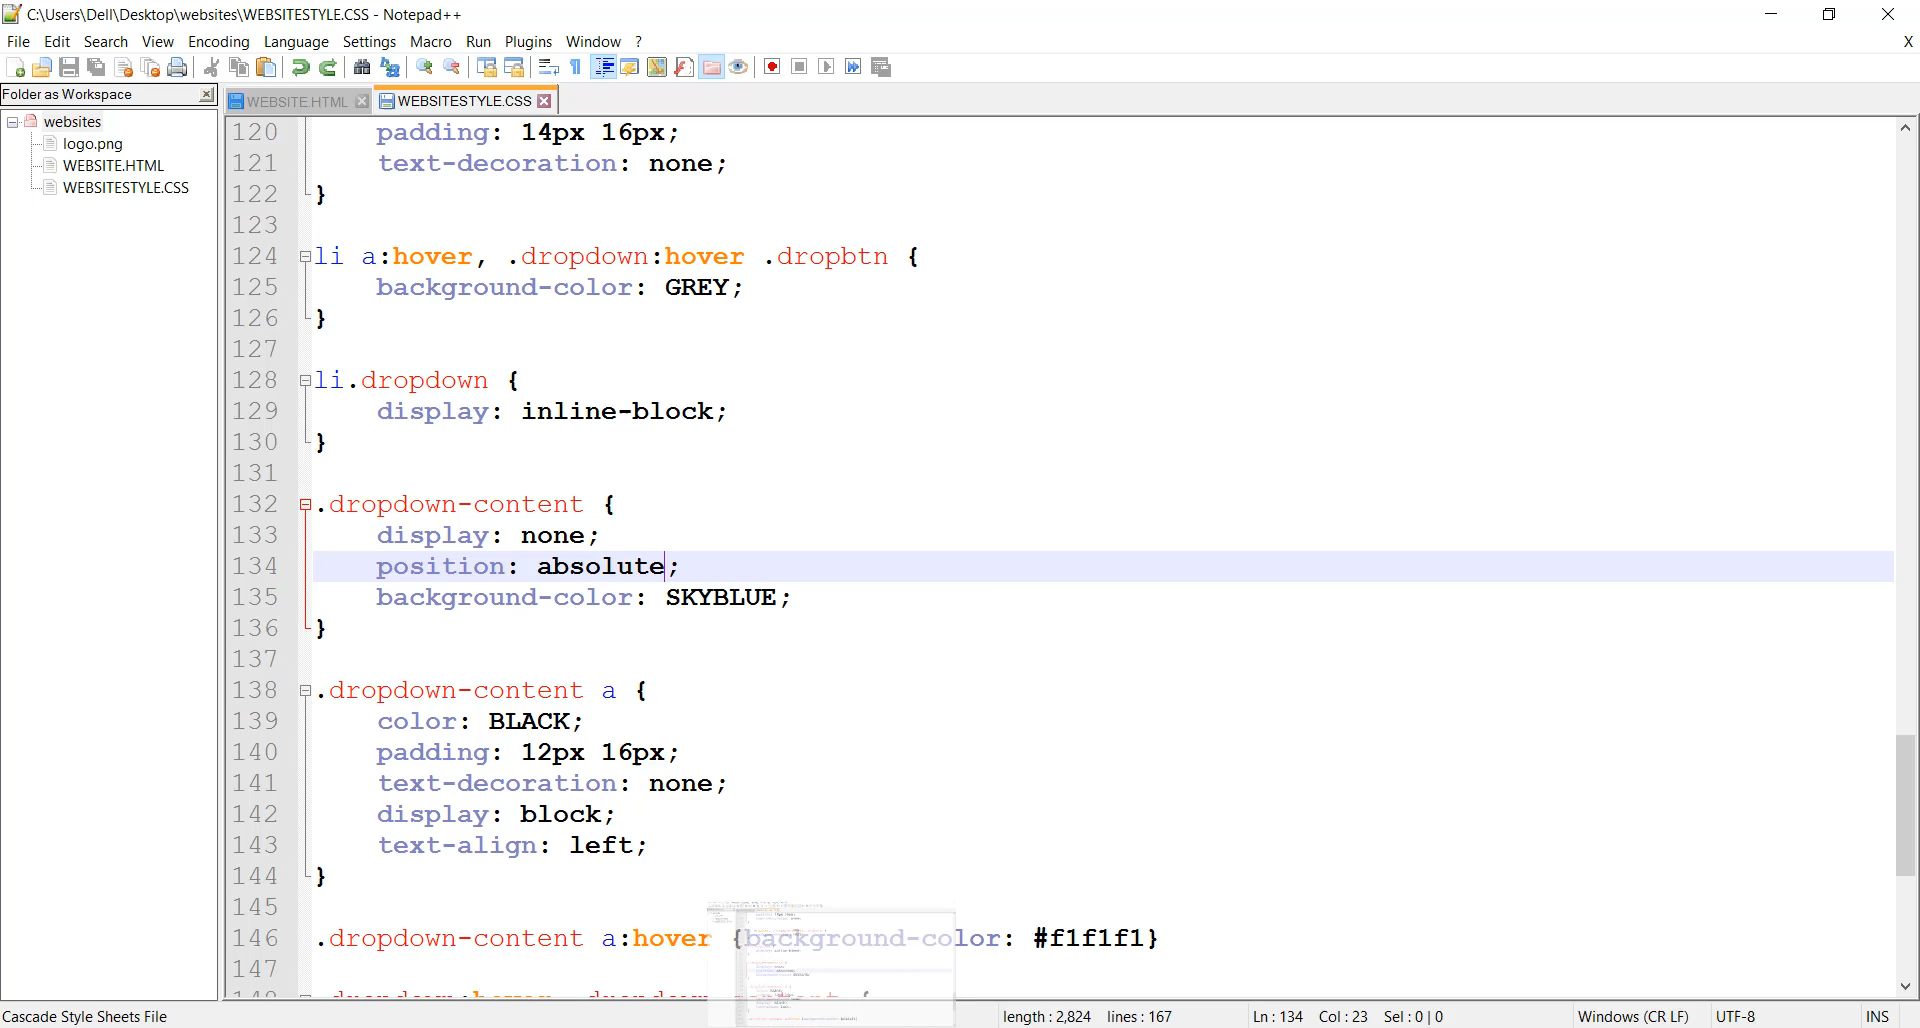 C:\Users\Dell\Desktop\websites\WEBSITESTYLE.CSS - Notepad++
File Edit Search View Encoding Language Settings Macro Run Plugins Window ? X
Folder as Workspace
WEBSITE.HTML WEBSITESTYLE.CSS
websites
logo.png
WEBSITE.HTML
WEBSITESTYLE.CSS
120 padding: 14px 16px;
121 text-decoration: none;
122 }
123
124 li a:hover, .dropdown:hover .dropbtn {
125 background-color: GREY;
126 }
127
128 li.dropdown {
129 display: inline-block;
130 }
131
132 .dropdown-content {
133 display: none;
134 position: absolute;
135 background-color: SKYBLUE;
136 }
137
138 .dropdown-content a {
139 color: BLACK;
140 padding: 12px 16px;
141 text-decoration: none;
142 display: block;
143 text-align: left;
144 }
145
146 .dropdown-content a:hover {background-color: #f1f1f1}
147
Cascade Style Sheets File length : 2,824 lines : 167 Ln : 134 Col : 23 Sel : 0 | 0 Windows (CR LF) UTF-8 INS